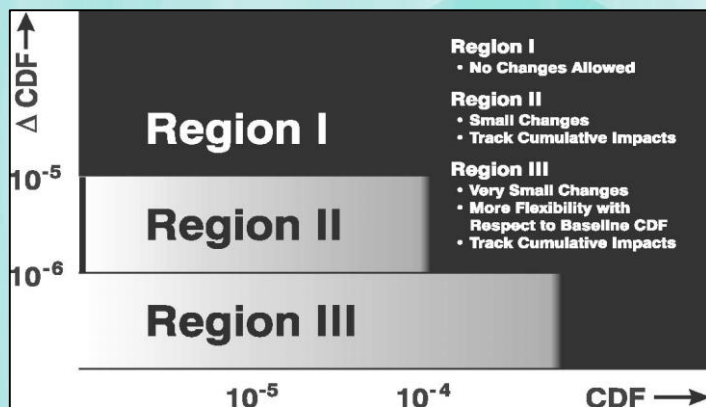 Δ CDF→
Region I
• No Changes Allowed
Region II
• Small Changes
• Track Cumulative Impacts
Region III
• Very Small Changes
• More Flexibility with
Respect to Baseline CDF
• Track Cumulative Impacts
Region I
10⁻⁵
Region II
10⁻⁶
Region III
10⁻⁵ 10⁻⁴ CDF→